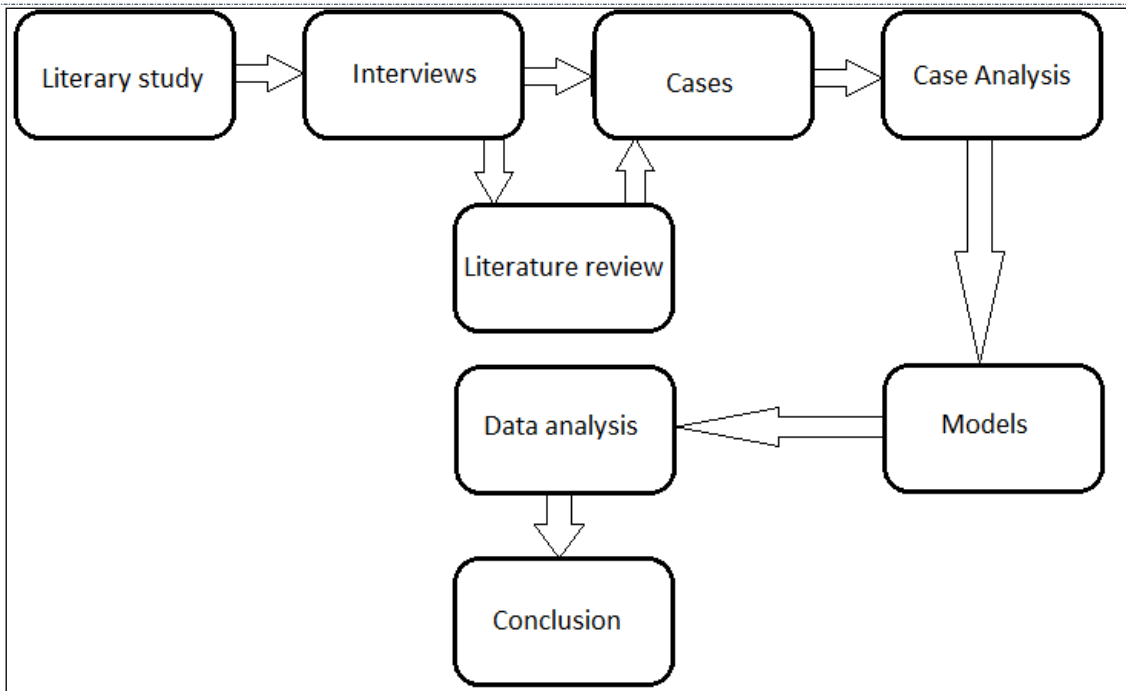 Literary study
Interviews
Cases
Case Analysis
Literature review
Models
Data analysis
Conclusion